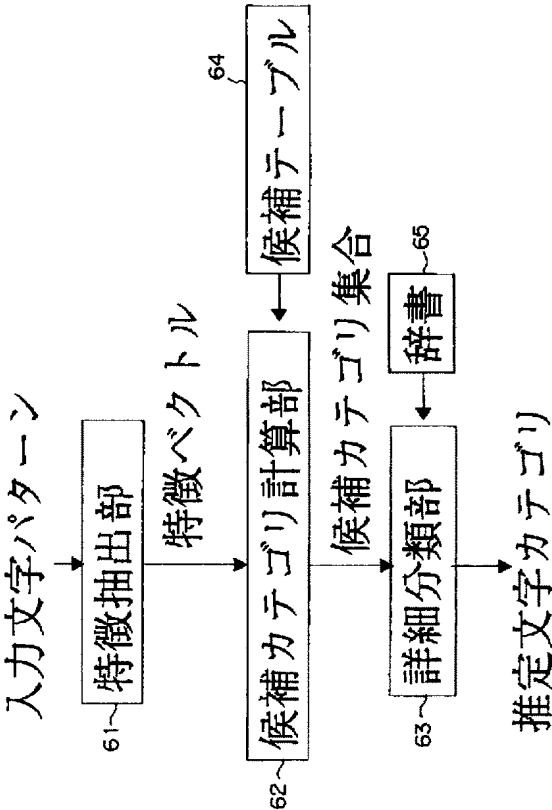 入力文字パターン
特徴抽出部
61
特徴ベクトル
候補カテゴリ計算部
62
候補テーブル
64
候補カテゴリ集合
詳細分類部
63
辞書
65
推定文字カテゴリ